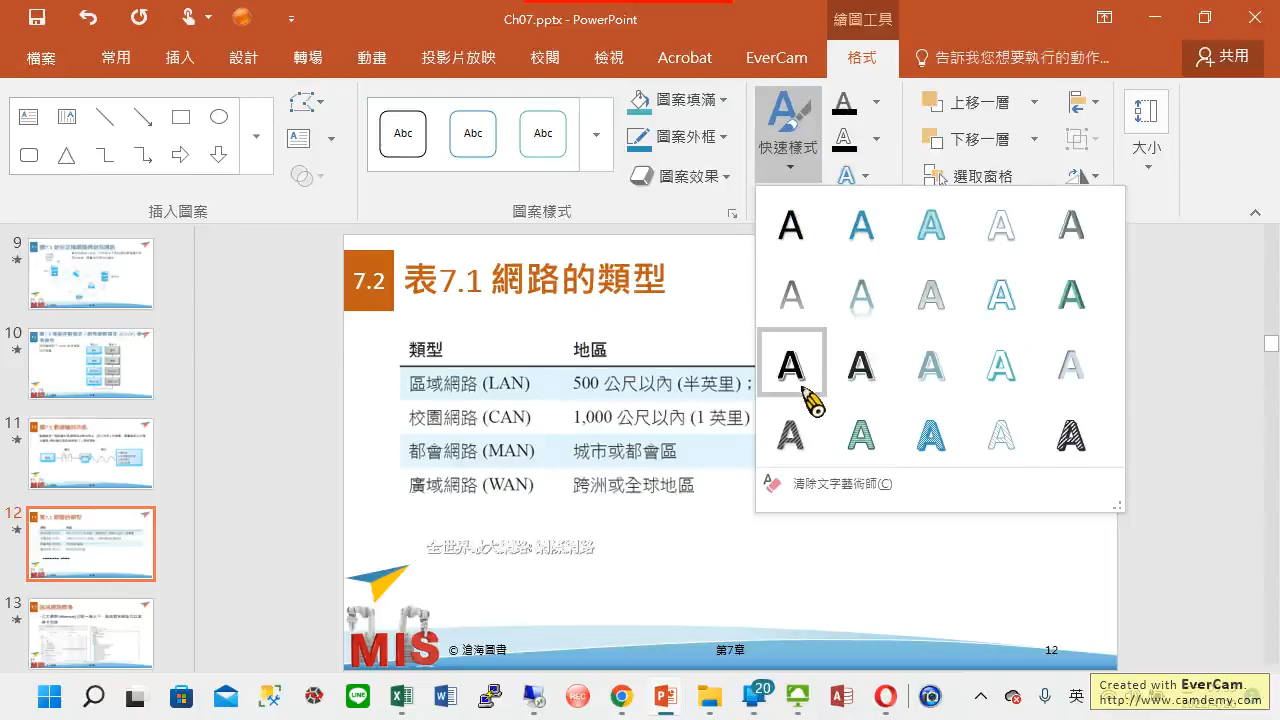 Ch07.pptx - PowerPoint
繪圖工具
檔案 常用 插入 設計 轉場 動畫 投影片放映 校閱 檢視 Acrobat EverCam 格式 告訴我您想要執行的動作... 共用
Abc Abc Abc
圖案填滿
圖案外框
圖案效果
快速樣式
上移一層
下移一層
選取窗格
大小
插入圖案
圖案樣式
清除文字藝術師(C)
9
10
11
12
13
7.2 表7.1 網路的類型
類型 地區
區域網路 (LAN) 500 公尺以內 (半英里)；
校園網路 (CAN) 1,000 公尺以內 (1 英里)
都會網路 (MAN) 城市或都會區
廣域網路 (WAN) 跨洲或全球地區
MIS
第7章
12
20
英
Created with EverCam.
http://www.camdemy.com